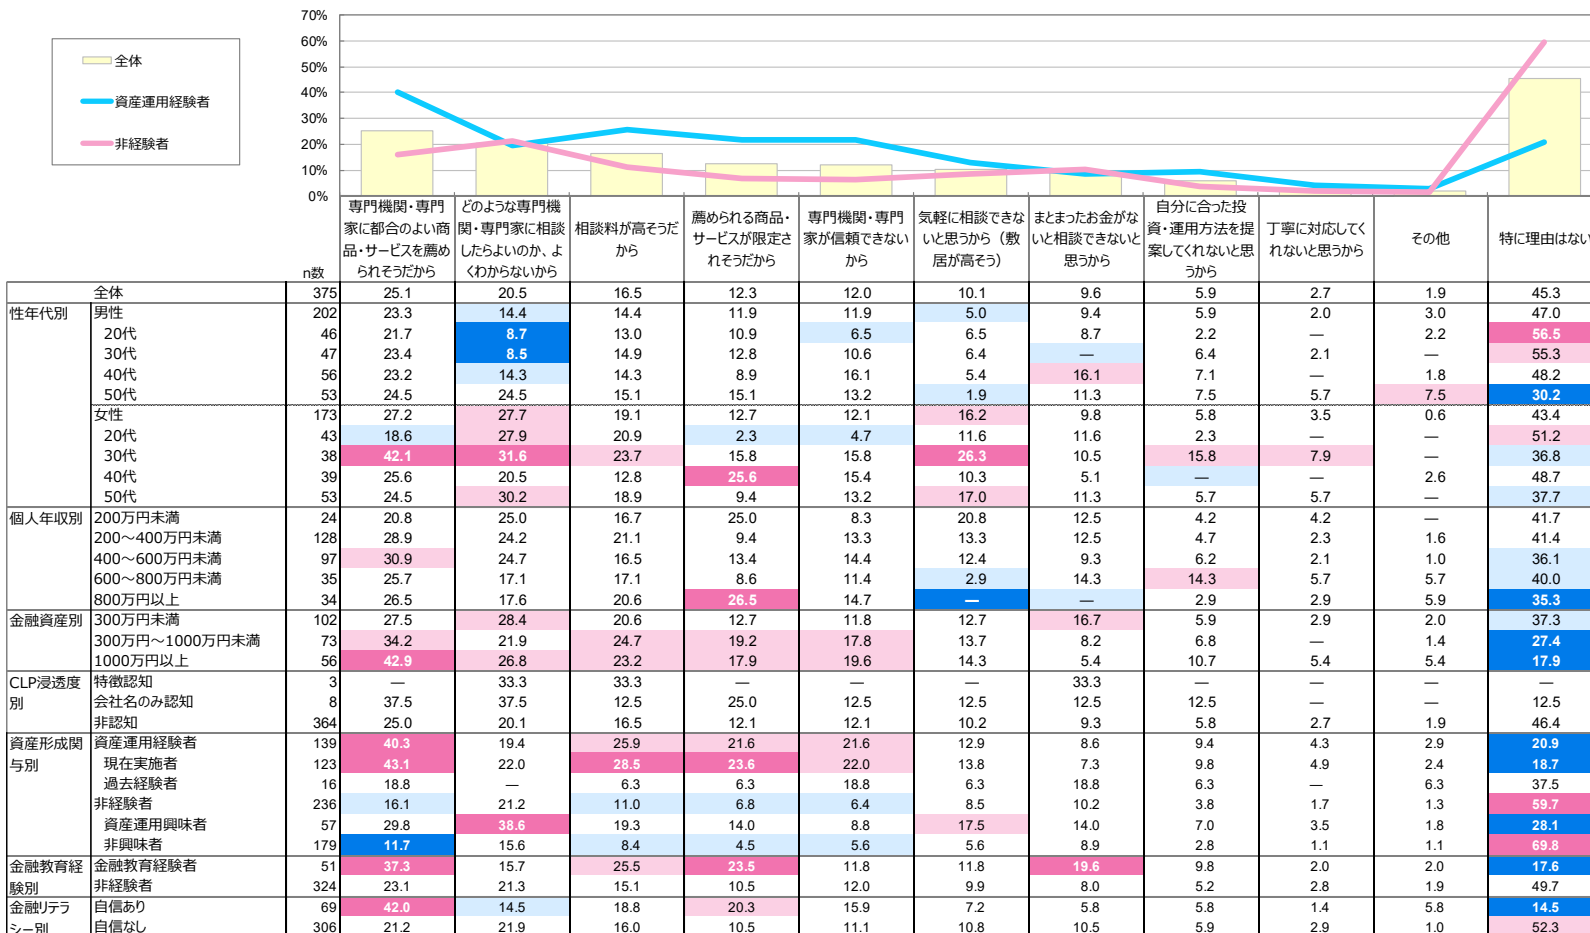 70%
60%
50%
40%
30%
20%
10%
0%
全体
資産運用経験者
非経験者
n数
専門機関・専門
家に都合のよい商
品・サービスを薦め
られそうだから
どのような専門機
関・専門家に相談
したらよいのか、よ
くわからないから
相談料が高そうだ
から
薦められる商品・
サービスが限定さ
れそうだから
専門機関・専門
家が信頼できない
から
気軽に相談できな
いと思うから（敷
居が高そう）
まとまったお金がな
いと相談できないと
思うから
自分に合った投
資・運用方法を提
案してくれないと思
うから
丁寧に対応してく
れないと思うから
その他
特に理由はない
全体 375 25.1 20.5 16.5 12.3 12.0 10.1 9.6 5.9 2.7 1.9 45.3
性年代別 男性 202 23.3 14.4 14.4 11.9 11.9 5.0 9.4 5.9 2.0 3.0 47.0
20代 46 21.7 8.7 13.0 10.9 6.5 6.5 8.7 2.2 — 2.2 56.5
30代 47 23.4 8.5 14.9 12.8 10.6 6.4 — 6.4 2.1 — 55.3
40代 56 23.2 14.3 14.3 8.9 16.1 5.4 16.1 7.1 — 1.8 48.2
50代 53 24.5 24.5 15.1 15.1 13.2 1.9 11.3 7.5 5.7 7.5 30.2
女性 173 27.2 27.7 19.1 12.7 12.1 16.2 9.8 5.8 3.5 0.6 43.4
20代 43 18.6 27.9 20.9 2.3 4.7 11.6 11.6 2.3 — — 51.2
30代 38 42.1 31.6 23.7 15.8 15.8 26.3 10.5 15.8 7.9 — 36.8
40代 39 25.6 20.5 12.8 25.6 15.4 10.3 5.1 — — 2.6 48.7
50代 53 24.5 30.2 18.9 9.4 13.2 17.0 11.3 5.7 5.7 — 37.7
個人年収別 200万円未満 24 20.8 25.0 16.7 25.0 8.3 20.8 12.5 4.2 4.2 — 41.7
200～400万円未満 128 28.9 24.2 21.1 9.4 13.3 13.3 12.5 4.7 2.3 1.6 41.4
400～600万円未満 97 30.9 24.7 16.5 13.4 14.4 12.4 9.3 6.2 2.1 1.0 36.1
600～800万円未満 35 25.7 17.1 17.1 8.6 11.4 2.9 14.3 14.3 5.7 5.7 40.0
800万円以上 34 26.5 17.6 20.6 26.5 14.7 — — 2.9 2.9 5.9 35.3
金融資産別 300万円未満 102 27.5 28.4 20.6 12.7 11.8 12.7 16.7 5.9 2.9 2.0 37.3
300万円～1000万円未満 73 34.2 21.9 24.7 19.2 17.8 13.7 8.2 6.8 — 1.4 27.4
1000万円以上 56 42.9 26.8 23.2 17.9 19.6 14.3 5.4 10.7 5.4 5.4 17.9
CLP浸透度 特徴認知 3 — 33.3 33.3 — — — 33.3 — — — —
別 会社名のみ認知 8 37.5 37.5 12.5 25.0 12.5 12.5 12.5 12.5 — — 12.5
非認知 364 25.0 20.1 16.5 12.1 12.1 10.2 9.3 5.8 2.7 1.9 46.4
資産形成関 資産運用経験者 139 40.3 19.4 25.9 21.6 21.6 12.9 8.6 9.4 4.3 2.9 20.9
与別 現在実施者 123 43.1 22.0 28.5 23.6 22.0 13.8 7.3 9.8 4.9 2.4 18.7
過去経験者 16 18.8 — 6.3 6.3 18.8 6.3 18.8 6.3 — 6.3 37.5
非経験者 236 16.1 21.2 11.0 6.8 6.4 8.5 10.2 3.8 1.7 1.3 59.7
資産運用興味者 57 29.8 38.6 19.3 14.0 8.8 17.5 14.0 7.0 3.5 1.8 28.1
非興味者 179 11.7 15.6 8.4 4.5 5.6 5.6 8.9 2.8 1.1 1.1 69.8
金融教育経 金融教育経験者 51 37.3 15.7 25.5 23.5 11.8 11.8 19.6 9.8 2.0 2.0 17.6
験別 非経験者 324 23.1 21.3 15.1 10.5 12.0 9.9 8.0 5.2 2.8 1.9 49.7
金融リテラ 自信あり 69 42.0 14.5 18.8 20.3 15.9 7.2 5.8 5.8 1.4 5.8 14.5
シー別 自信なし 306 21.2 21.9 16.0 10.5 11.1 10.8 10.5 5.9 2.9 1.0 52.3